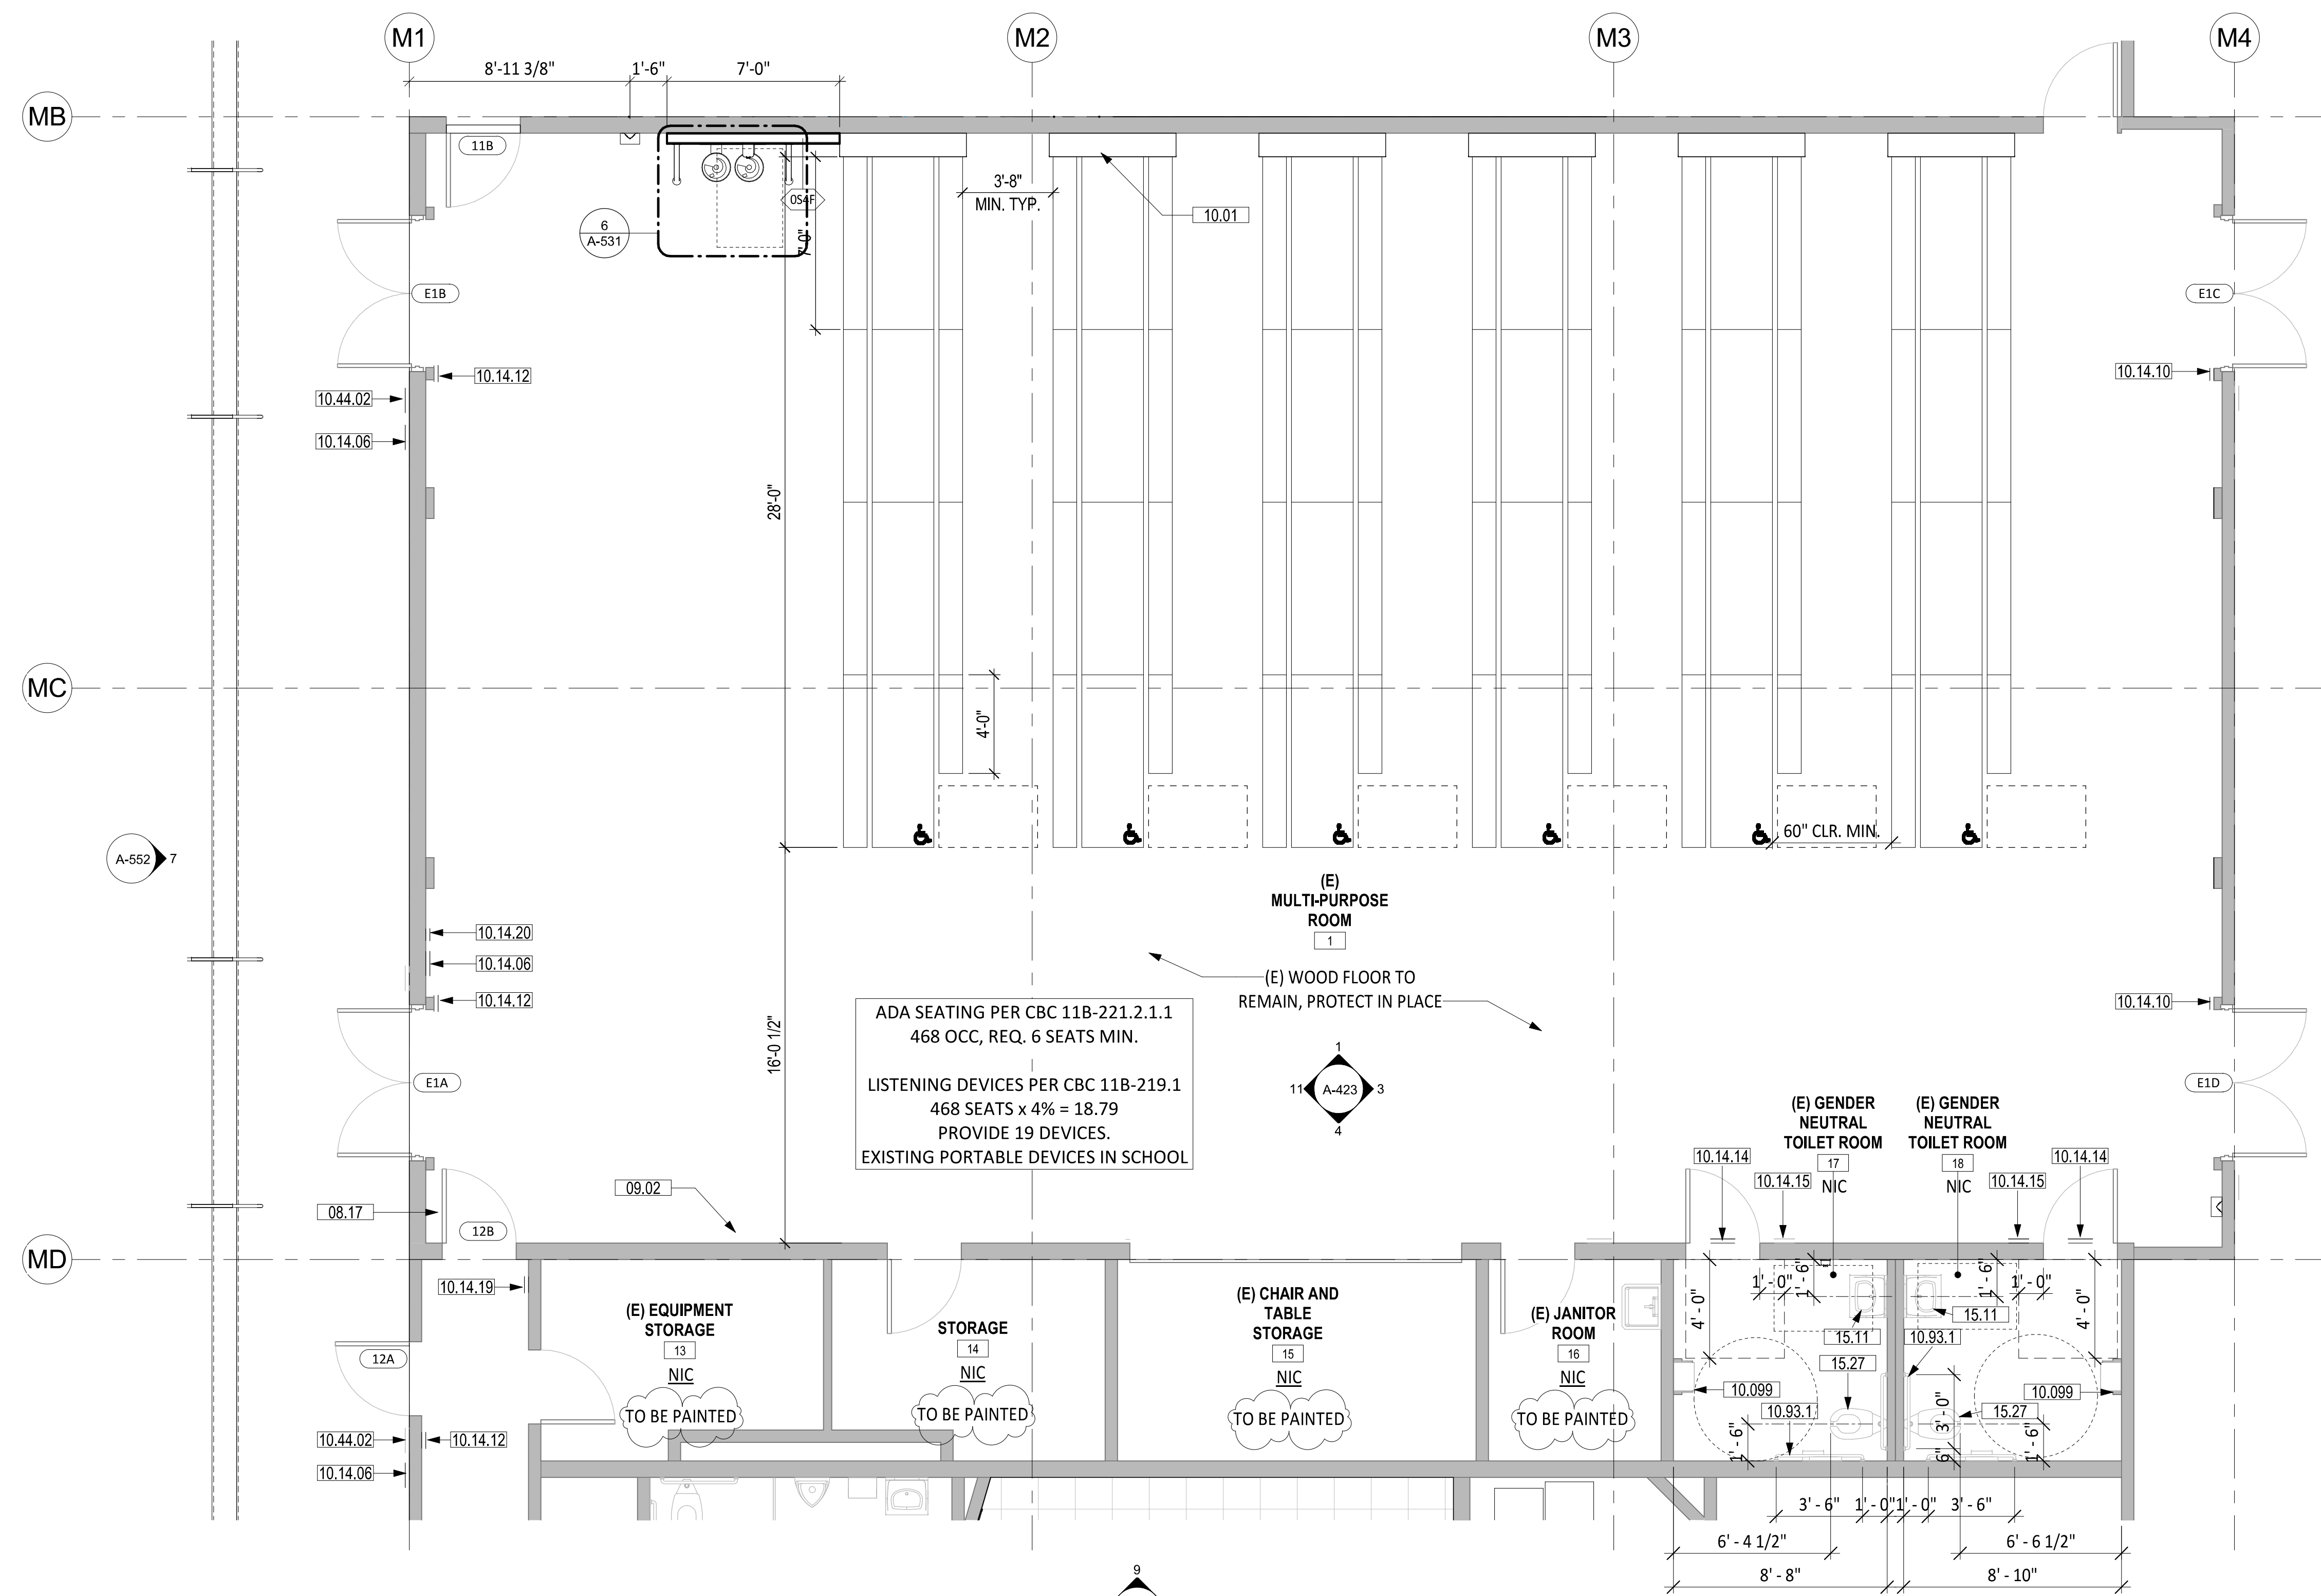 M1
M2
M3
M4
8'-11 3/8"
1'-6"
7'-0"
MB
11B
0S4F
3'-8"
MIN. TYP.
10.01
6
A-531
7'-0"
E1B
E1C
10.14.12
10.14.10
10.44.02
10.14.06
28'-0"
MC
4'-0"
60" CLR. MIN.
A-552
7
(E)
MULTI-PURPOSE
ROOM
1
10.14.20
10.14.06
10.14.12
(E) WOOD FLOOR TO
REMAIN, PROTECT IN PLACE
10.14.10
16'-0 1/2"
ADA SEATING PER CBC 11B-221.2.1.1
468 OCC, REQ. 6 SEATS MIN.
LISTENING DEVICES PER CBC 11B-219.1
468 SEATS x 4% = 18.79
PROVIDE 19 DEVICES.
EXISTING PORTABLE DEVICES IN SCHOOL
1
11
A-423
3
4
E1A
E1D
(E) GENDER
NEUTRAL
TOILET ROOM
17
NIC
(E) GENDER
NEUTRAL
TOILET ROOM
18
NIC
10.14.14
10.14.15
10.14.15
10.14.14
09.02
08.17
12B
MD
10.14.19
(E) EQUIPMENT
STORAGE
13
NIC
TO BE PAINTED
STORAGE
14
NIC
TO BE PAINTED
(E) CHAIR AND
TABLE
STORAGE
15
NIC
TO BE PAINTED
(E) JANITOR
ROOM
16
NIC
TO BE PAINTED
12A
10.44.02
10.14.12
10.14.06
4' - 0"
1' - 0"
1' - 6"
1' - 6"
1' - 0"
4' - 0"
15.11
15.11
10.93.1
15.27
10.099
10.099
10.93.1
15.27
3' - 0"
1' - 6"
6"
1' - 6"
3' - 6"
1' - 0"
1' - 0"
3' - 6"
6' - 4 1/2"
6' - 6 1/2"
8' - 8"
8' - 10"
9